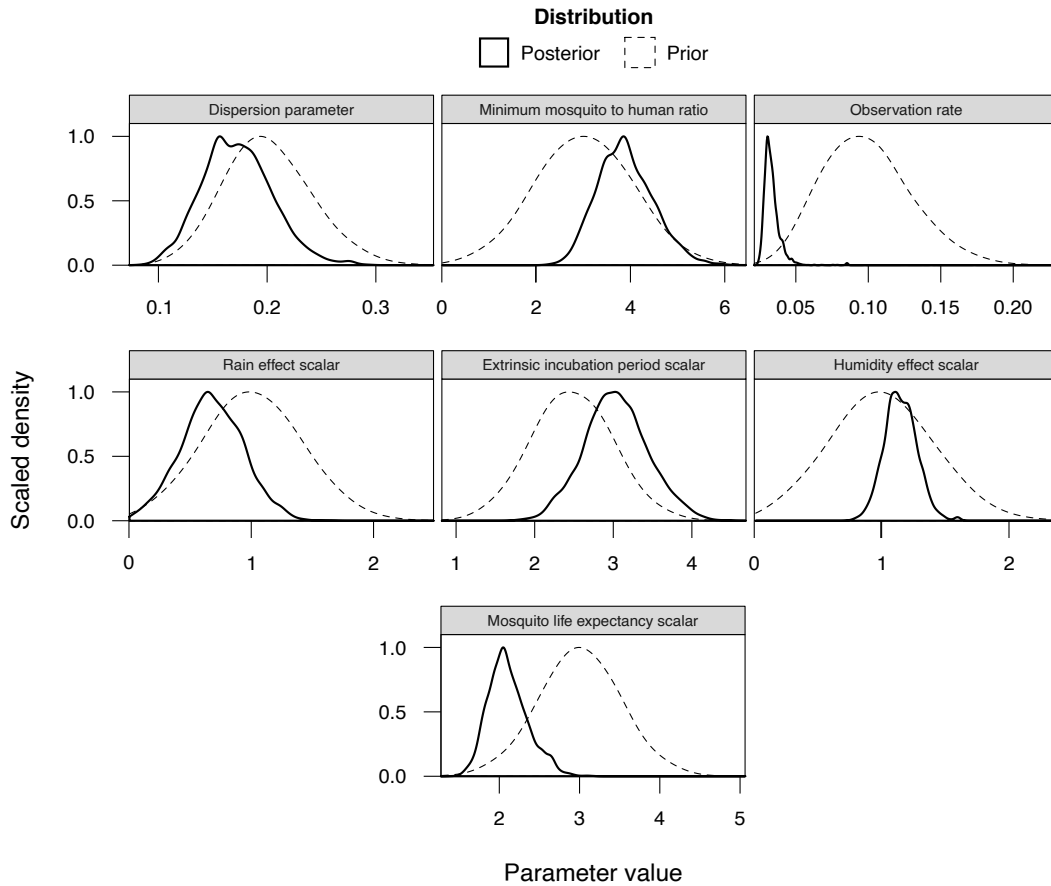 Distribution
Posterior Prior
Dispersion parameter Minimum mosquito to human ratio Observation rate
1.0
0.5
0.0
0.1 0.2 0.3 0 2 4 6 0.05 0.10 0.15 0.20
Rain effect scalar Extrinsic incubation period scalar Humidity effect scalar
1.0
0.5
0.0
0 1 2 1 2 3 4 0 1 2
Scaled density
Mosquito life expectancy scalar
1.0
0.5
0.0
2 3 4 5
Parameter value